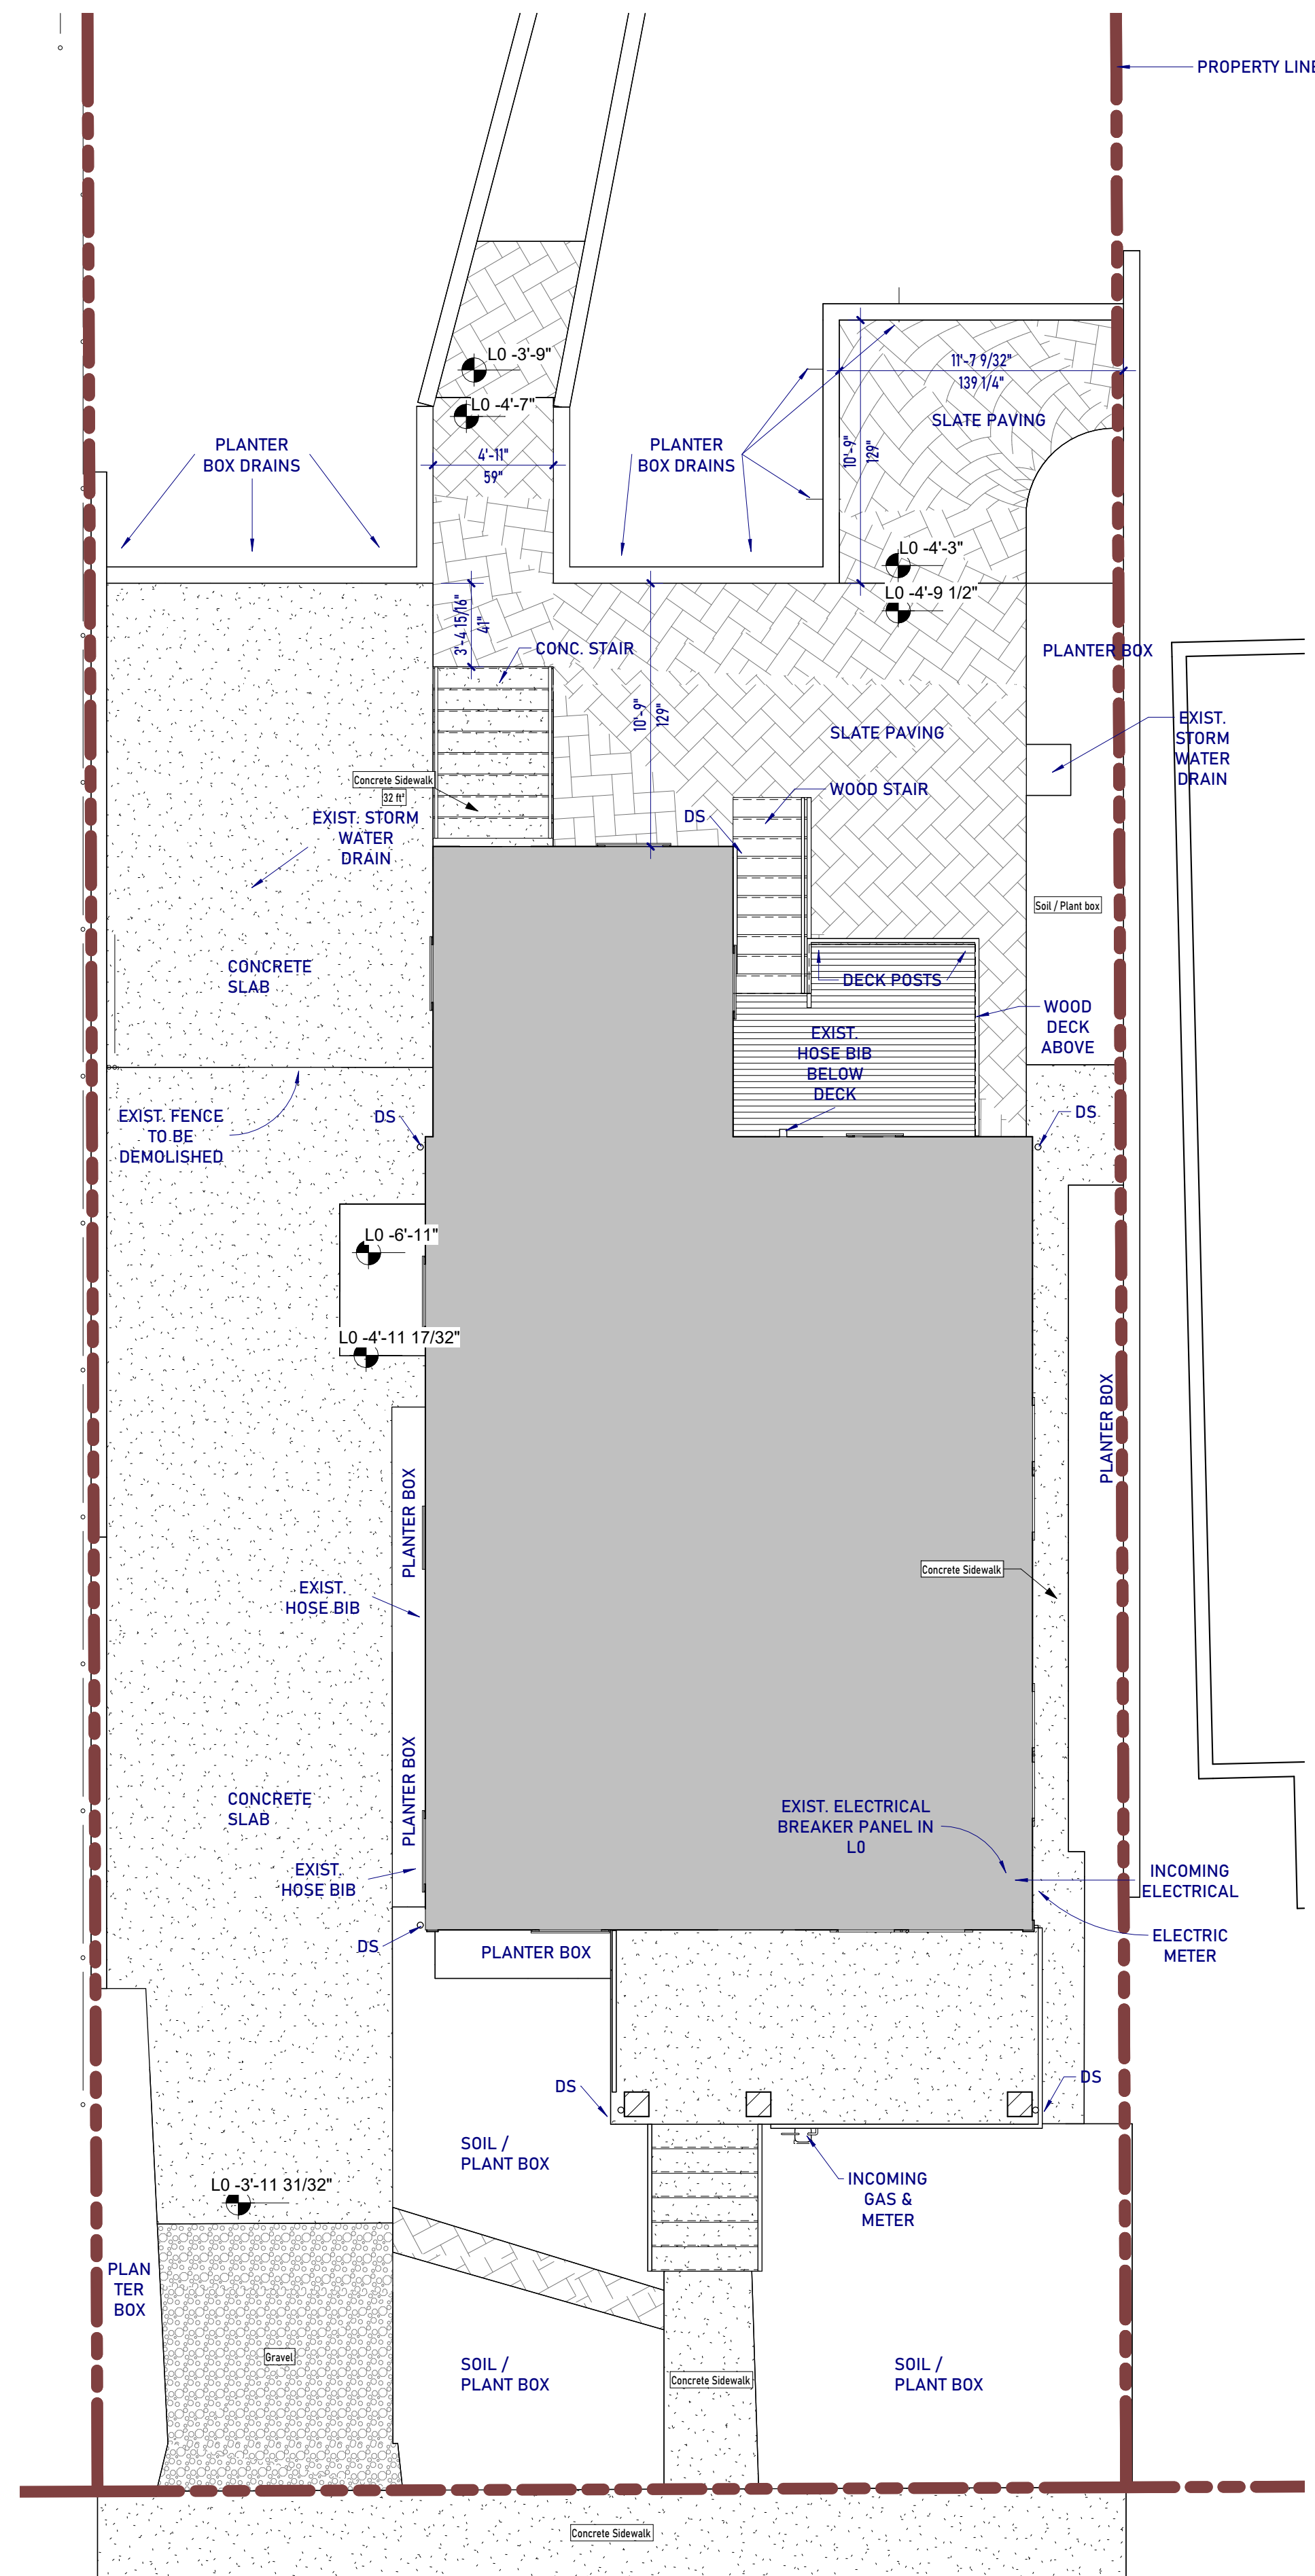 PROPERTY LINE
L0 -3'-9"
11'-7 9/32"
139 1/4"
L0 -4'-7"
SLATE PAVING
PLANTER
BOX DRAINS
PLANTER
BOX DRAINS
4'-11"
59"
10'-9"
129"
L0 -4'-3"
L0 -4'-9 1/2"
3'-4 15/16"
41"
CONC. STAIR
PLANTER BOX
10'-9"
129"
SLATE PAVING
EXIST.
STORM
WATER
DRAIN
Concrete Sidewalk
32 ft²
WOOD STAIR
DS
EXIST. STORM
WATER
DRAIN
Soil / Plant box
CONCRETE
SLAB
DECK POSTS
WOOD
DECK
ABOVE
EXIST.
HOSE BIB
BELOW
DECK
EXIST. FENCE
TO BE
DEMOLISHED
DS
DS
L0 -6'-11"
L0 -4'-11 17/32"
PLANTER BOX
PLANTER BOX
Concrete Sidewalk
EXIST.
HOSE BIB
PLANTER BOX
CONCRETE
SLAB
EXIST. ELECTRICAL
BREAKER PANEL IN
L0
EXIST.
HOSE BIB
INCOMING
ELECTRICAL
DS
PLANTER BOX
ELECTRIC
METER
DS
DS
SOIL /
PLANT BOX
L0 -3'-11 31/32"
INCOMING
GAS &
METER
PLAN
TER
BOX
Gravel
SOIL /
PLANT BOX
Concrete Sidewalk
SOIL /
PLANT BOX
Concrete Sidewalk